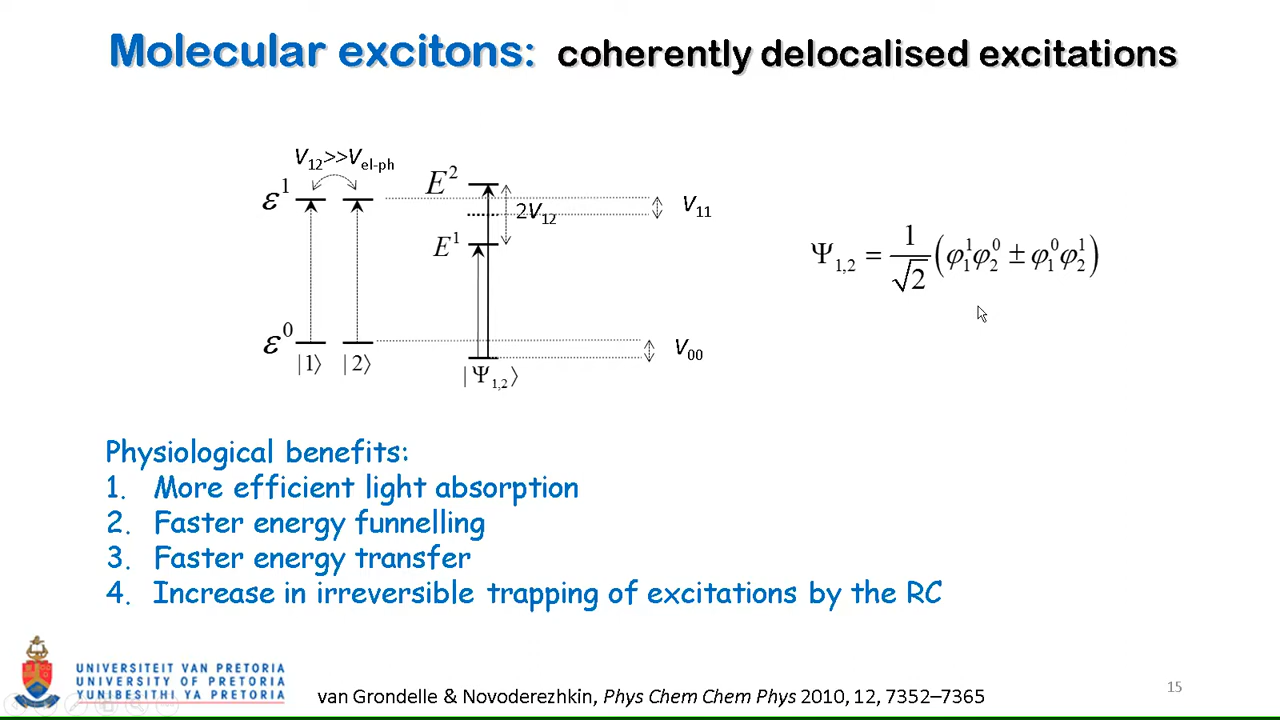 Molecular excitons: coherently delocalised excitations
V₁₂>>Vₑₗ₋ₚₕ
ε¹
E²
2V₁₂
V₁₁
E¹
Ψ₁,₂ = 1/√2 (φ₁¹φ₂⁰ ± φ₁⁰φ₂¹)
ε⁰
V₀₀
|1⟩ |2⟩
|Ψ₁,₂⟩
Physiological benefits:
1. More efficient light absorption
2. Faster energy funnelling
3. Faster energy transfer
4. Increase in irreversible trapping of excitations by the RC
UNIVERSITEIT VAN PRETORIA
UNIVERSITY OF PRETORIA
YUNIBESITHI YA PRETORIA
van Grondelle & Novoderezhkin, Phys Chem Chem Phys 2010, 12, 7352–7365
15